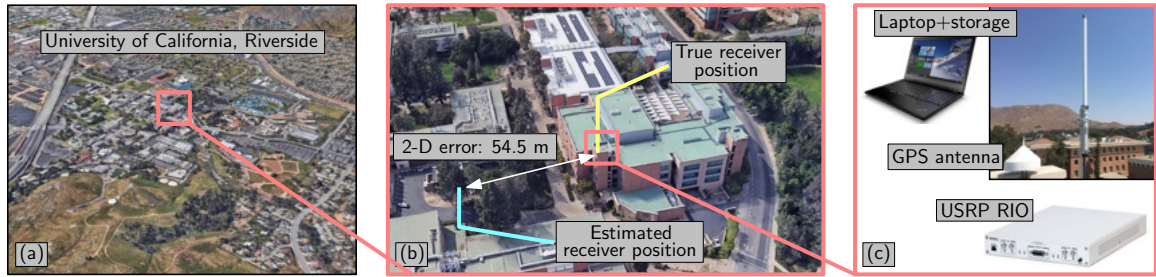 University of California, Riverside
(a)
True receiver
position
2-D error: 54.5 m
Estimated
receiver position
(b)
Laptop+storage
GPS antenna
USRP RIO
(c)